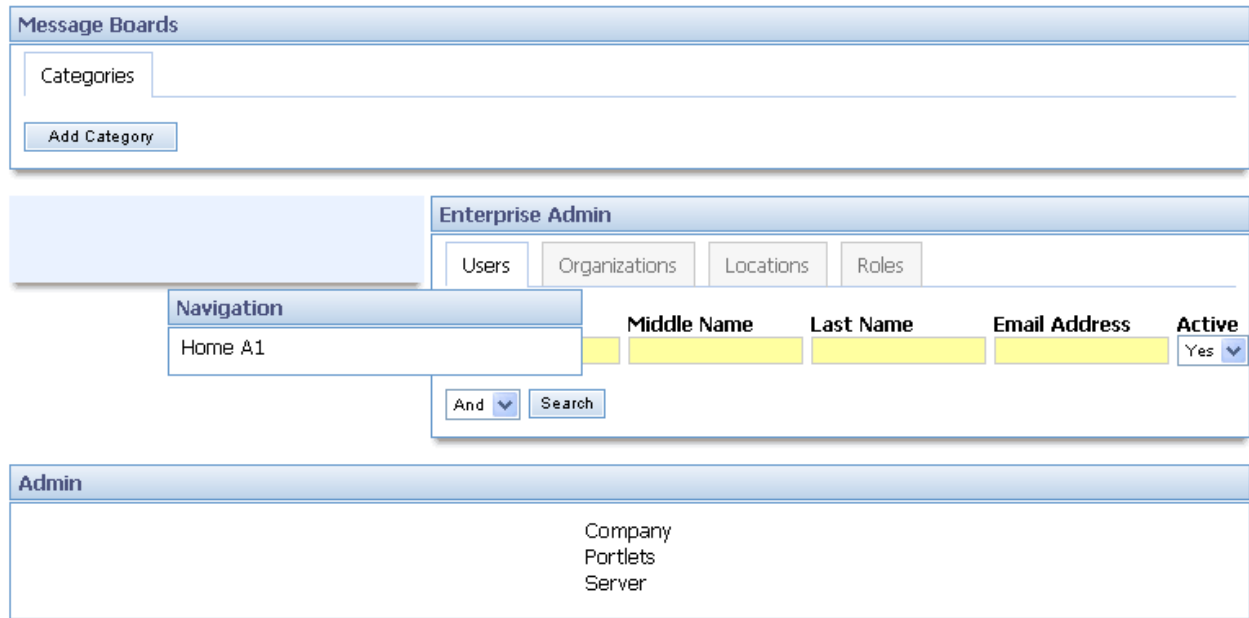 Message Boards
Categories
Add Category
Enterprise Admin
Users Organizations Locations Roles
Navigation
Home A1
Middle Name Last Name Email Address Active
Yes
And Search
Admin
Company
Portlets
Server